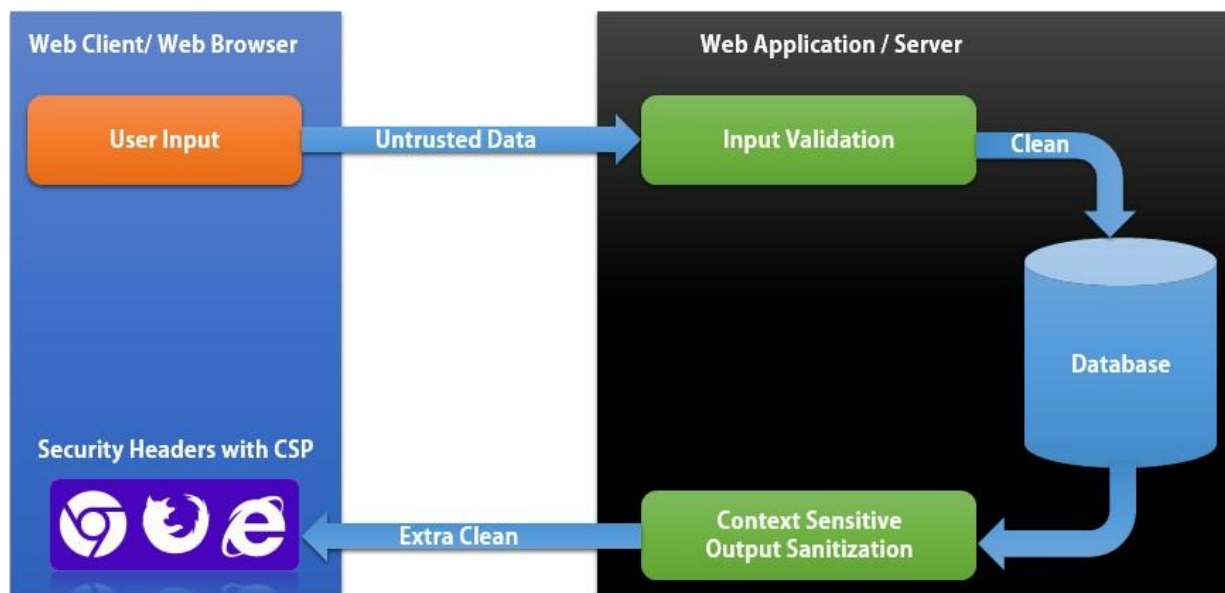 Web Client/ Web Browser
Web Application / Server
User Input
Untrusted Data
Input Validation
Clean
Database
Security Headers with CSP
Extra Clean
Context Sensitive
Output Sanitization